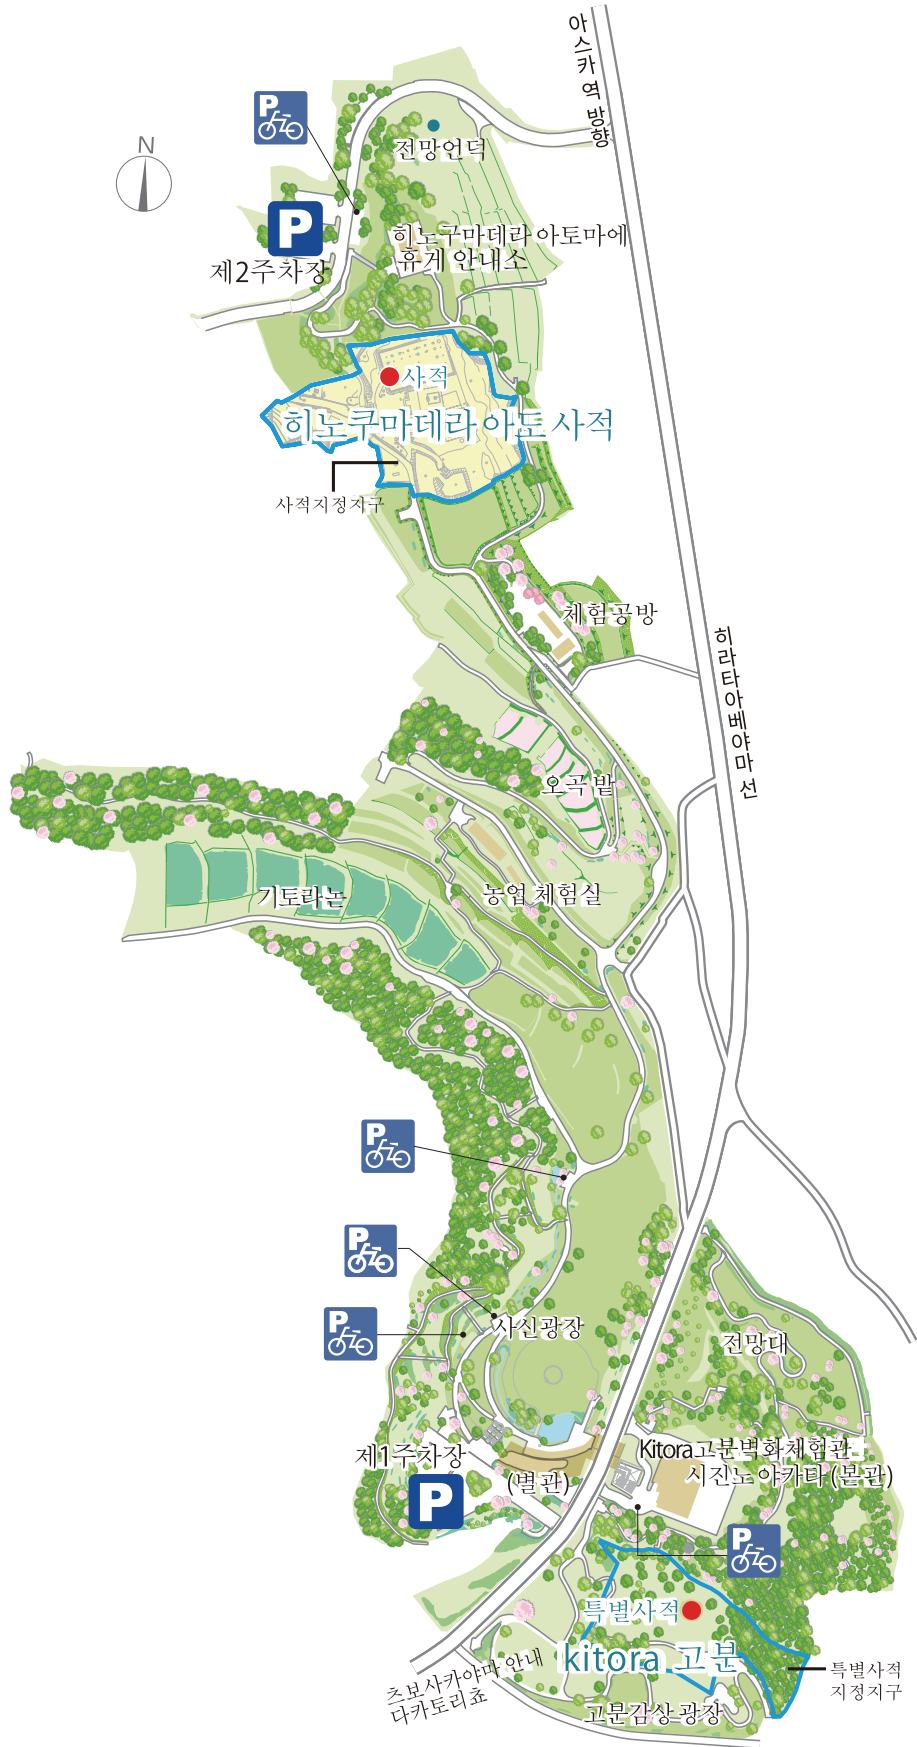 아스카 역 방향
P
N
전망언덕
P
히노구마데라 아토마에
휴게 안내소
제2주차장
사적
히노쿠마데라 아도 사적
사적지정지구
체험공방
히라타아베야마 선
오곡 밭
기토라논
농업 체험실
P
P
P
사신광장
전망대
제1주차장
P
(별관)
Kitora고분벽화체험관
시진노 야카타 (본관)
P
특별사적
kitora 고분
특별사적
지정지구
츠보사카야마 안내
다카토리쵸
고분감상 광장